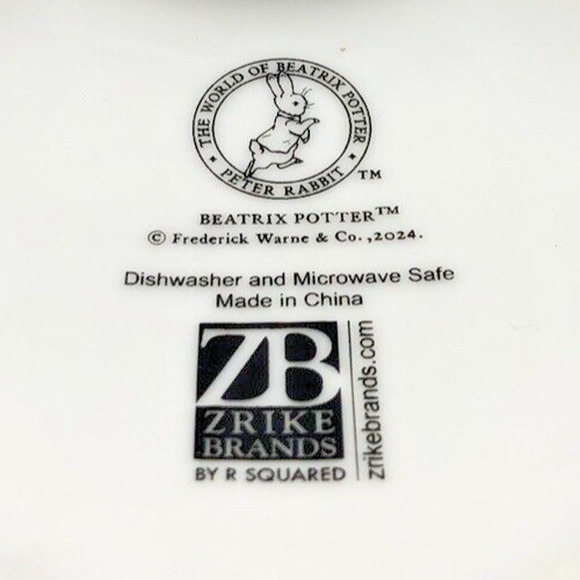 THE WORLD OF BEATRIX POTTER
• PETER RABBIT •
TM
BEATRIX POTTER™
© Frederick Warne & Co.,2024.
Dishwasher and Microwave Safe
Made in China
ZB
ZRIKE
BRANDS
BY R SQUARED
zrikebrands.com